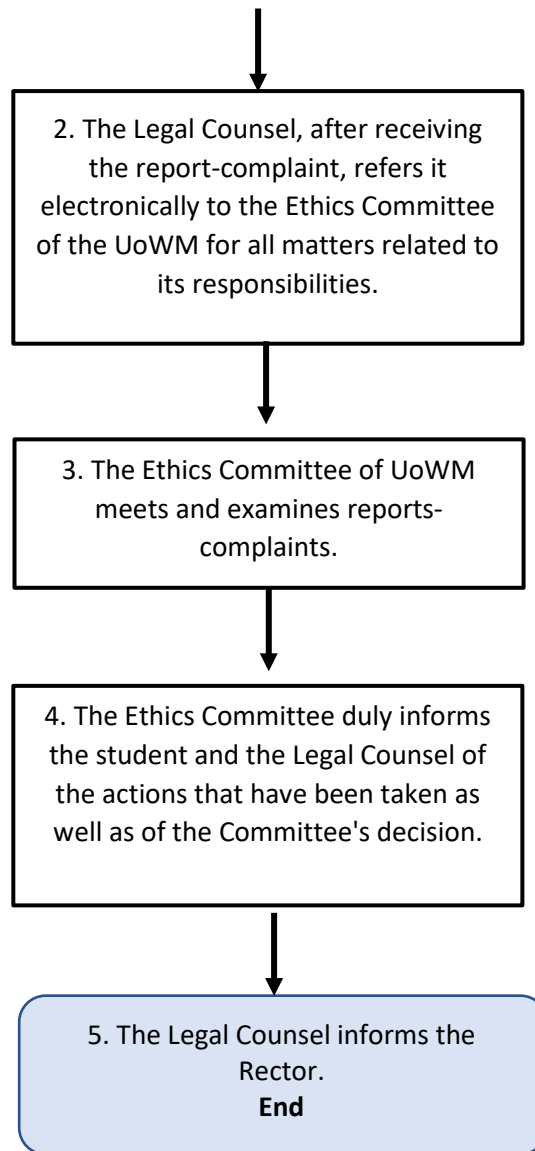 2. The Legal Counsel, after receiving
the report-complaint, refers it
electronically to the Ethics Committee
of the UoWM for all matters related to
its responsibilities.
3. The Ethics Committee of UoWM
meets and examines reports-
complaints.
4. The Ethics Committee duly informs
the student and the Legal Counsel of
the actions that have been taken as
well as of the Committee's decision.
5. The Legal Counsel informs the
Rector.
End